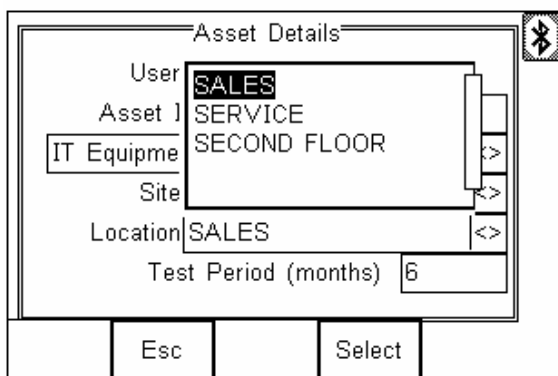 Asset Details
User
SALES
Asset I
SERVICE
IT Equipme
SECOND FLOOR
<>
Site
<>
Location SALES <>
Test Period (months) 6
Esc Select